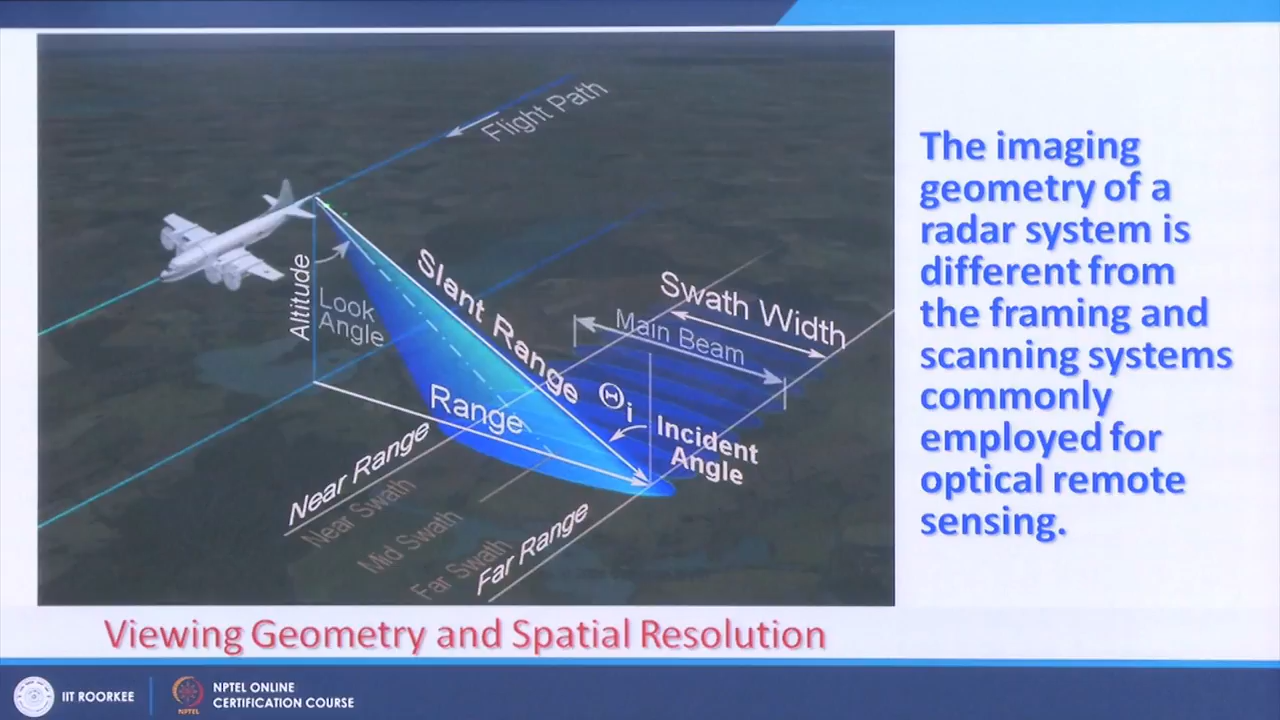 Flight Path
Altitude
Look
Angle
Slant Range
Swath Width
Main Beam
Range
Θi
Incident
Angle
Near Range
Near Swath
Mid Swath
Far Swath
Far Range
The imaging
geometry of a
radar system is
different from
the framing and
scanning systems
commonly
employed for
optical remote
sensing.
Viewing Geometry and Spatial Resolution
IIT ROORKEE
NPTEL
NPTEL ONLINE
CERTIFICATION COURSE